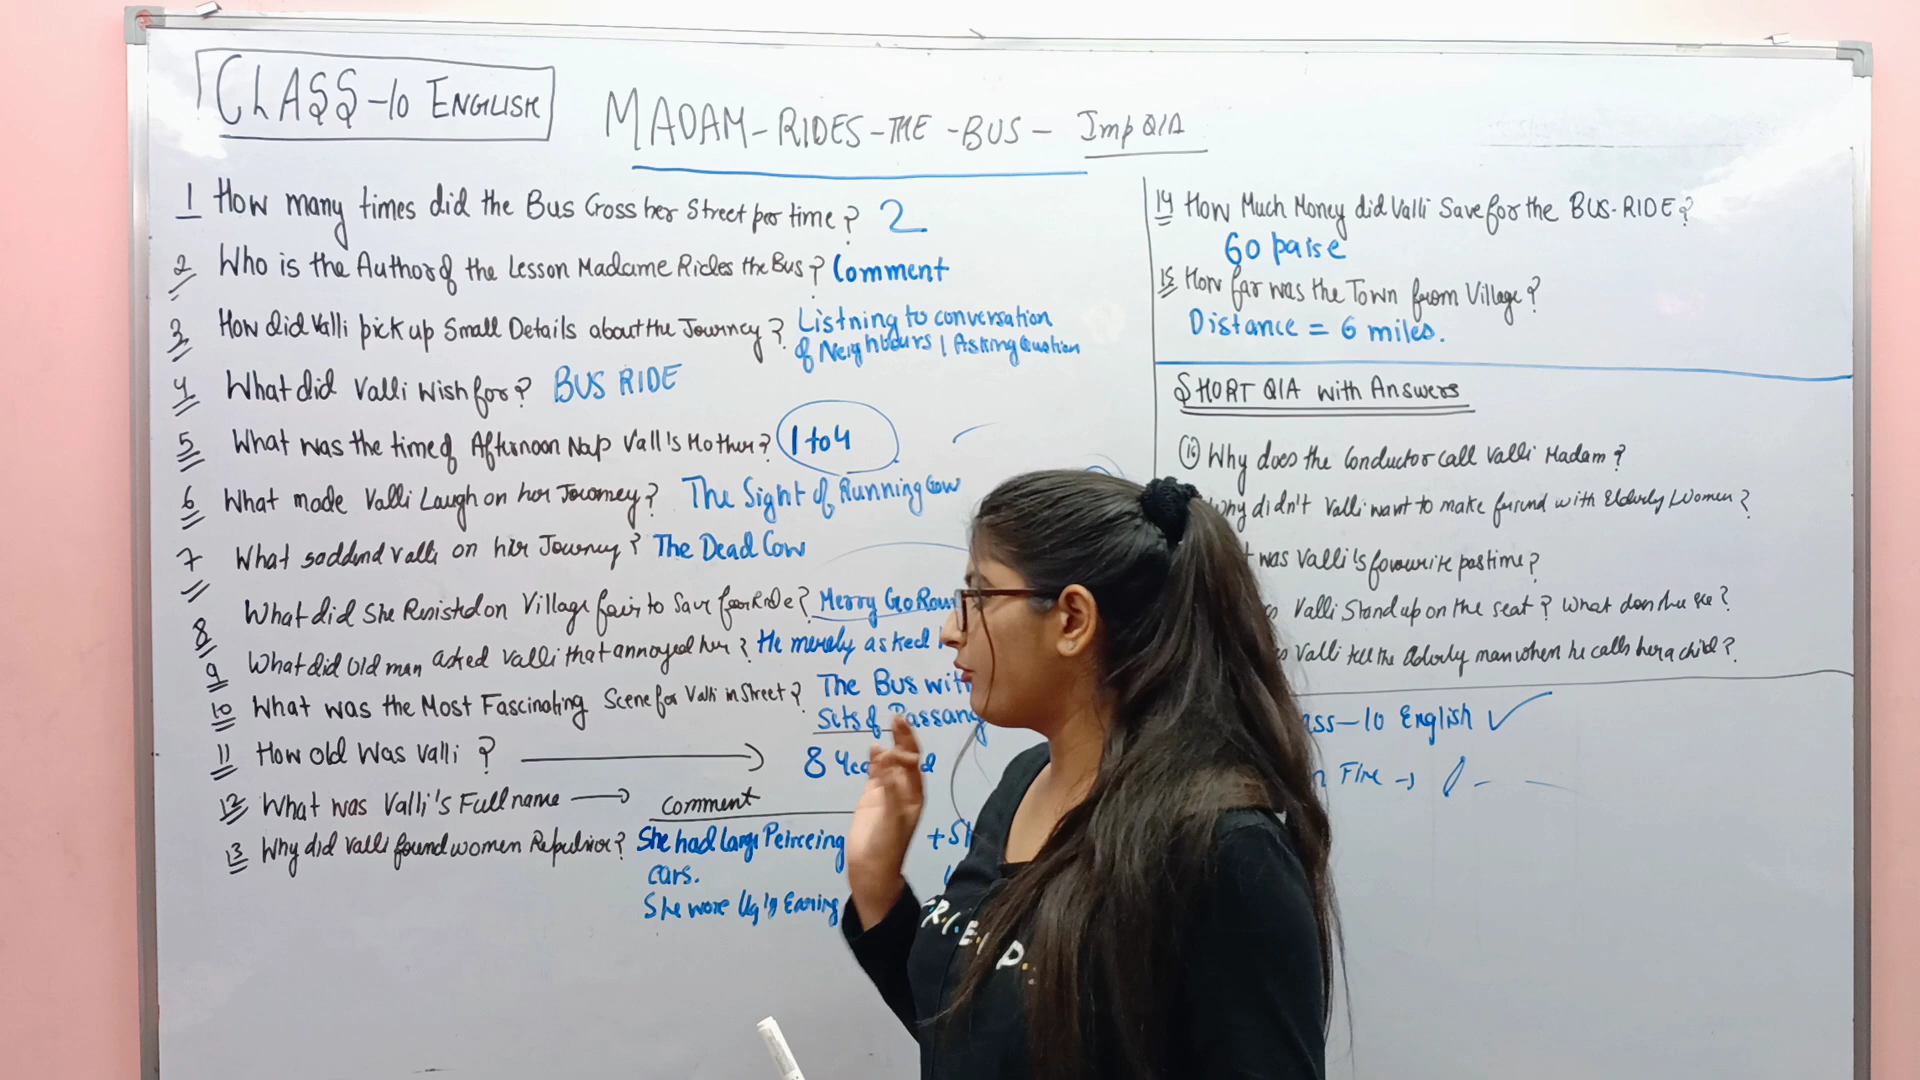 CLASS-10 ENGLISH
MADAM-RIDES-THE-BUS- Imp Q/A
1 How many times did the Bus Cross her Street per time? 2
2 Who is the Author of the Lesson Madame Rides the Bus? Comment
3 How did Valli pick up Small Details about the Journey? Listning to conversation
of Neighbours / Asking Question
4 What did Valli Wish for? BUS RIDE
5 What was the time of Afternoon Nap Vall's Mother? 1 to 4
6 What made Valli Laugh on her Journey? The Sight of Running Cow
7 What saddend Valli on her Journey? The Dead Cow
8 What did She Resisted on Village fair to Save for Ride? Merry Go Roun
9 What did Old man asked Valli that annoyed her? He merely asked
10 What was the Most Fascinating Scene for Valli in Street? The Bus wit
Sets of Passang
11 How old Was Valli? 8
12 What was Valli's Full name comment
13 Why did Valli found women Repulsive? She had large Peirceing
ears.
She wore Ug'ly Earing
14 How Much Money did Valli Save for the BUS-RIDE?
60 paise
15 How far was the Town from Village?
Distance = 6 miles.
SHORT Q/A with Answers
16 Why does the Conductor call Valli Madam?
Why didn't Valli want to make friend with Elderly Women?
was Valli's favourite pastime?
Valli Stand up on the seat? What does she see?
Valli tell the elderly man when he calls her a child?
ass-10 English
Fire
F.R.I.E.N.D.